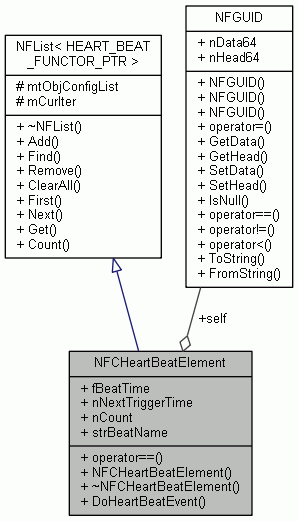 NFList< HEART_BEAT
_FUNCTOR_PTR >
# mtObjConfigList
# mCurIter
+ ~NFList()
+ Add()
+ Find()
+ Remove()
+ ClearAll()
+ First()
+ Next()
+ Get()
+ Count()
NFGUID
+ nData64
+ nHead64
+ NFGUID()
+ NFGUID()
+ NFGUID()
+ operator=()
+ GetData()
+ GetHead()
+ SetData()
+ SetHead()
+ IsNull()
+ operator==()
+ operator!=()
+ operator<()
+ ToString()
+ FromString()
+self
NFCHeartBeatElement
+ fBeatTime
+ nNextTriggerTime
+ nCount
+ strBeatName
+ operator==()
+ NFCHeartBeatElement()
+ ~NFCHeartBeatElement()
+ DoHeartBeatEvent()